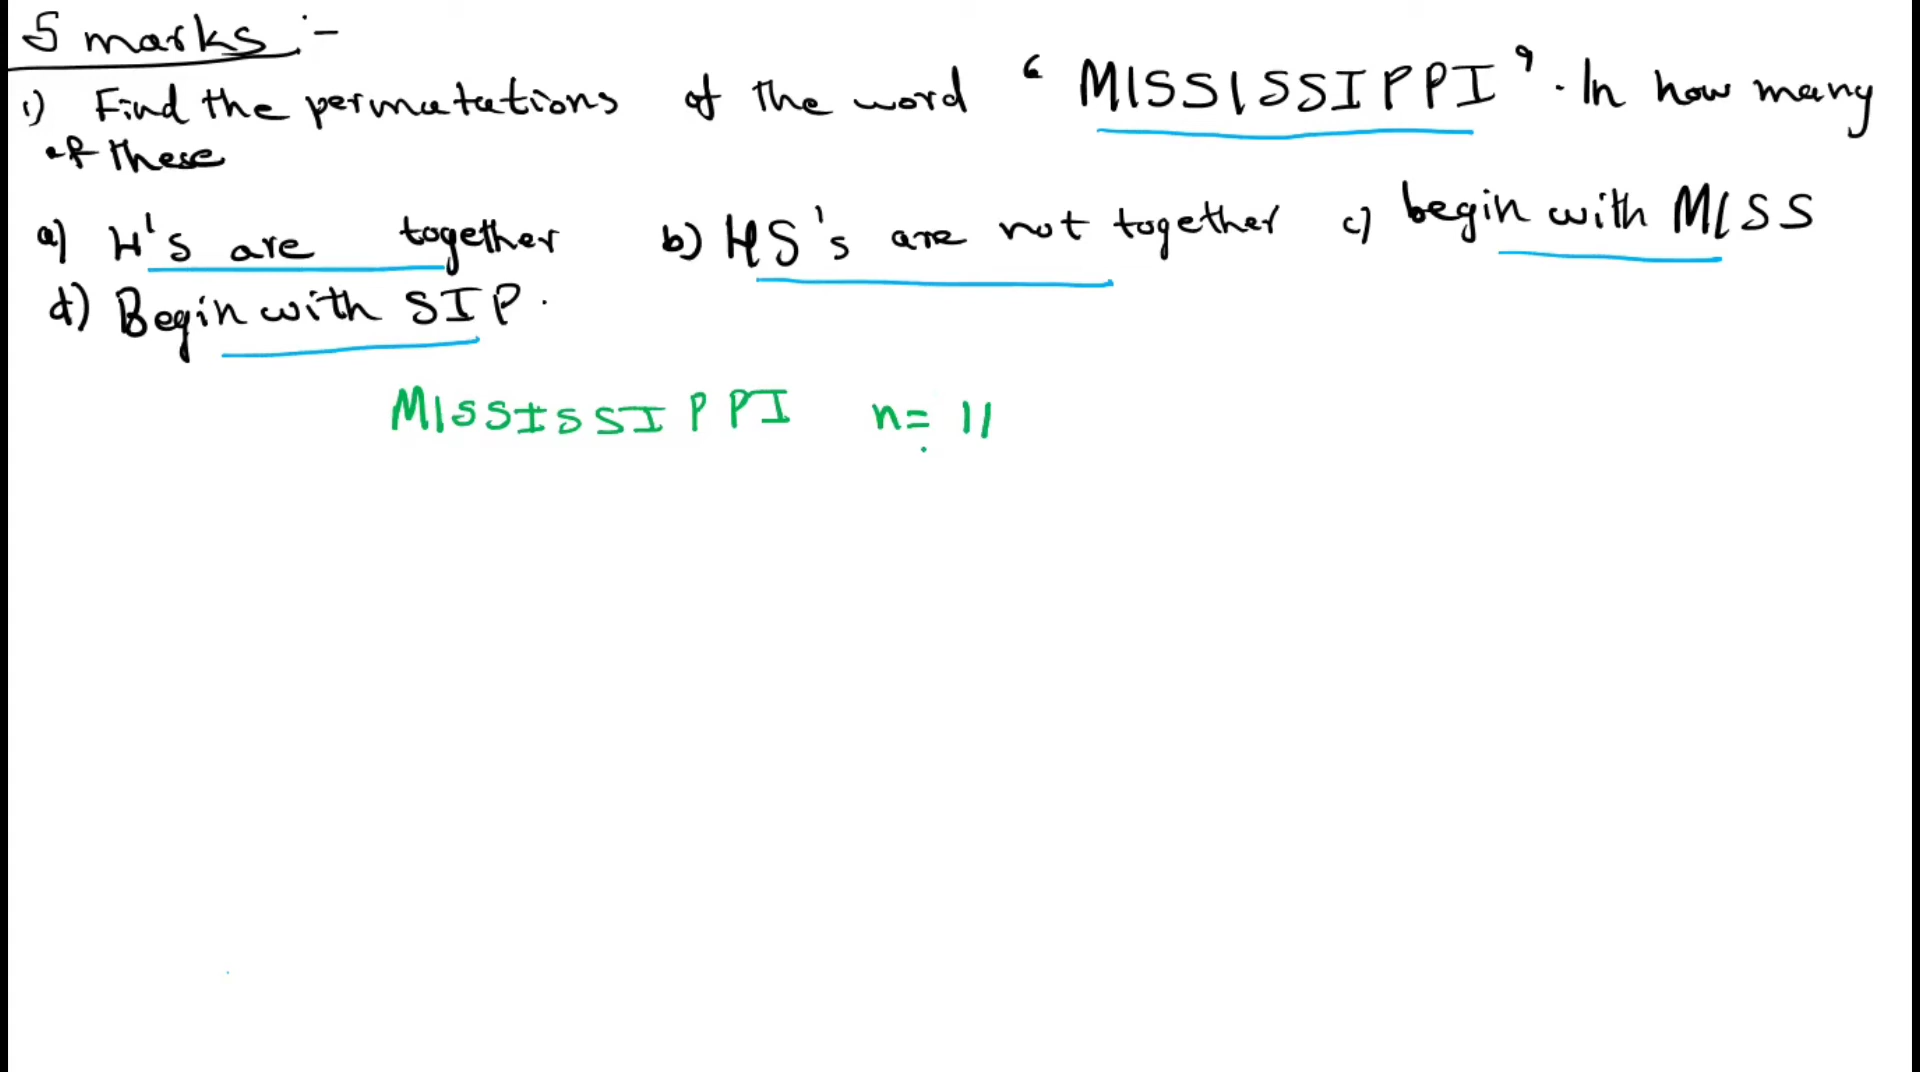 5 marks :-
1) Find the permutations of the word "MISSISSIPPI". In how many
of these
a) I's are together b) S's are not together c) begin with MISS
d) Begin with SIP.
MISSISSIPPI n= 11